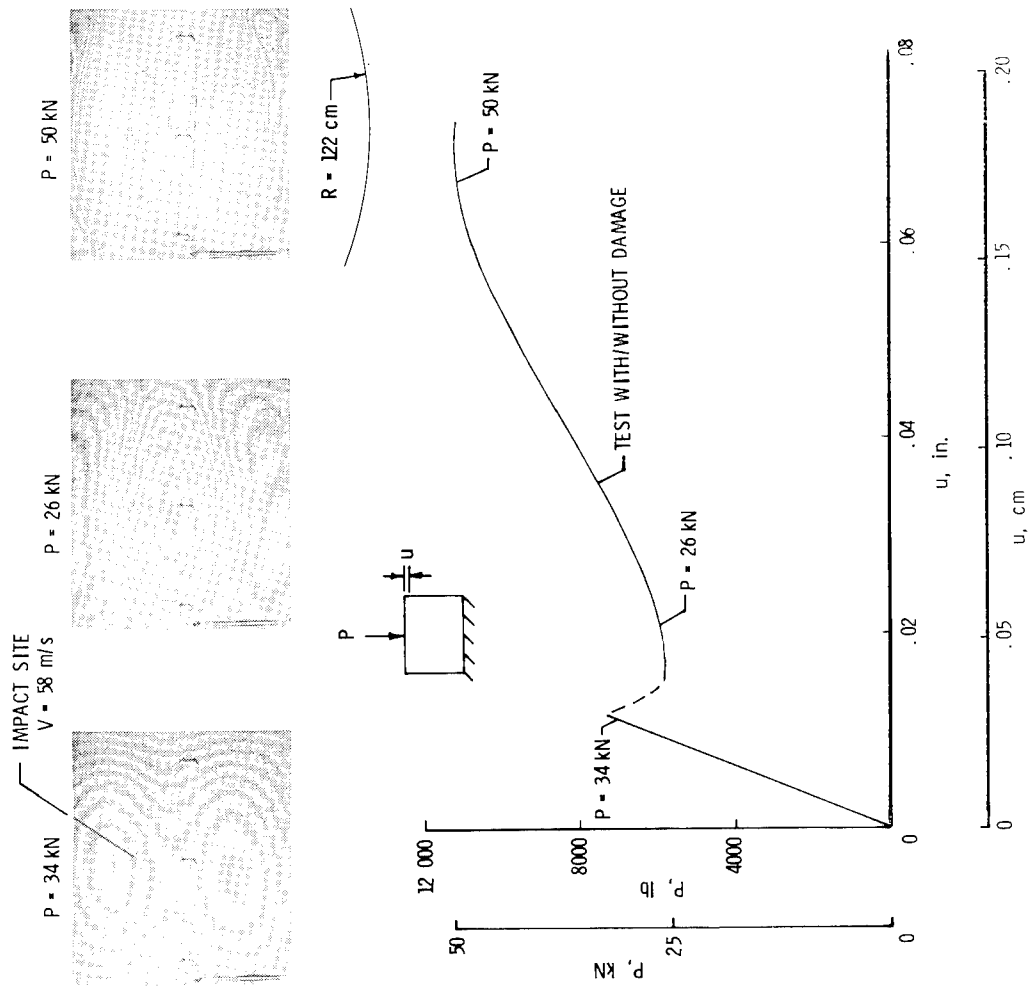 IMPACT SITE
V = 58 m/s
P = 34 kN
P = 26 kN
P = 50 kN
R = 122 cm
P
u
P = 50 kN
TEST WITH/WITHOUT DAMAGE
P = 26 kN
P = 34 kN
50
25
0
P, kN
12 000
8000
4000
P, lb
0
.02
.04
.06
.08
u, in.
0
.05
.10
.15
.20
u, cm